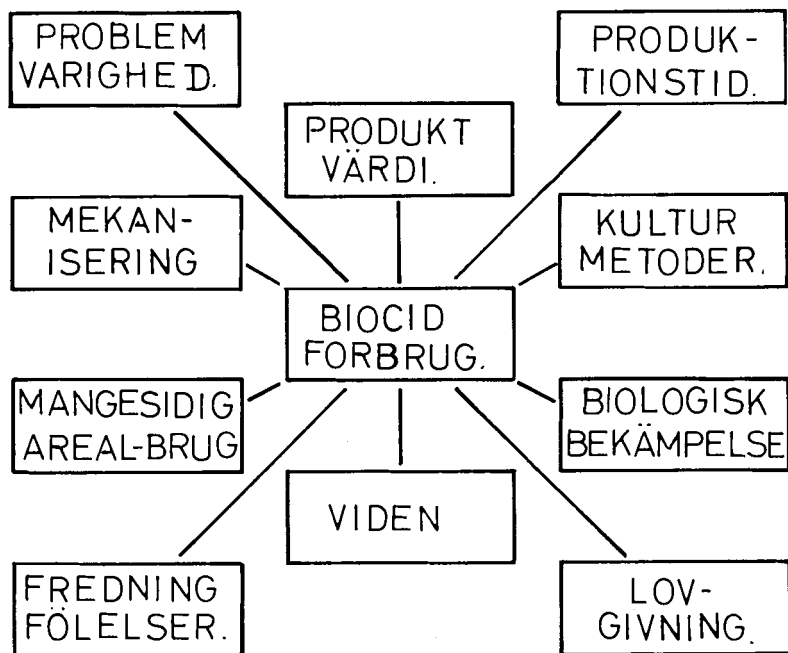 PROBLEM
VARIGHED.
PRODUK-
TIONSTID.
PRODUKT
VÄRDI.
MEKAN-
ISERING
KULTUR
METODER.
BIOCID
FORBRUG.
MANGESIDIG
AREAL-BRUG
BIOLOGISK
BEKÄMPELSE
VIDEN
FREDNING
FÖLELSER.
LOV-
GIVNING.